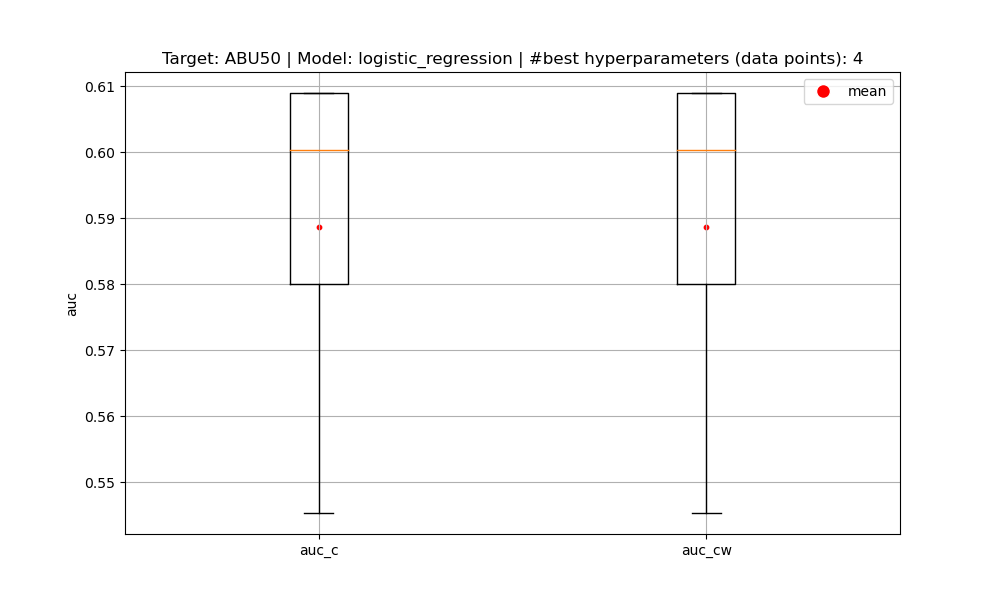 Target: ABU50 | Model: logistic_regression | #best hyperparameters (data points): 4
mean
0.61
0.60
0.59
0.58
0.57
0.56
0.55
auc
auc_c
auc_cw